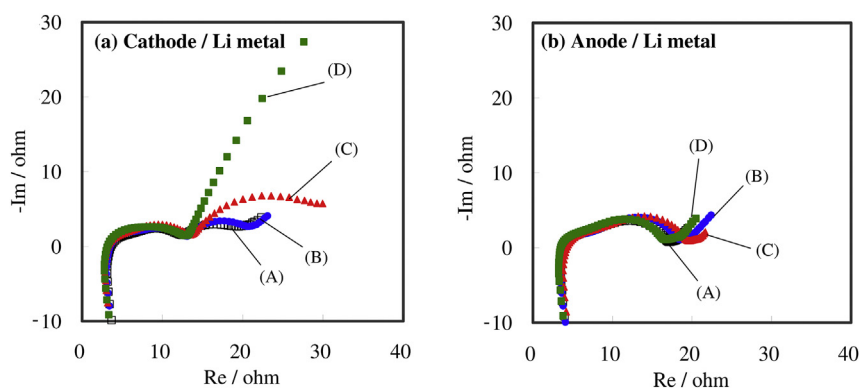 (a) Cathode / Li metal
30
20
10
0
-10
-Im / ohm
0
10
20
30
40
Re / ohm
(D)
(C)
(B)
(A)
(b) Anode / Li metal
30
20
10
0
-10
-Im / ohm
0
10
20
30
40
Re / ohm
(D)
(B)
(C)
(A)